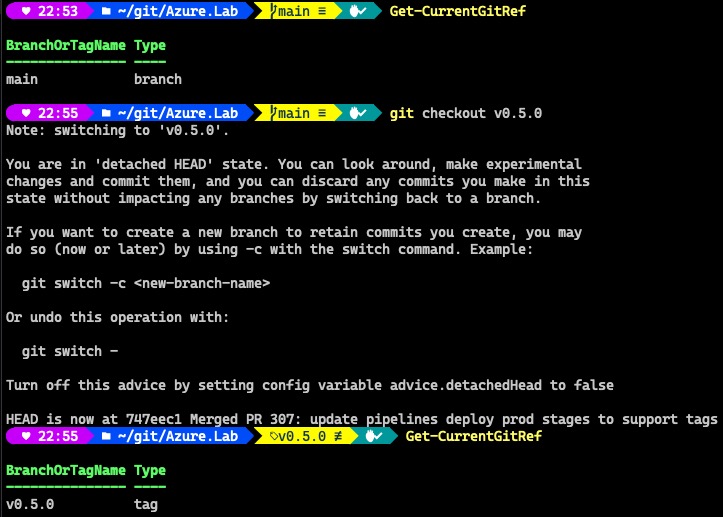 22:53 ~/git/Azure.Lab main ≡ Get-CurrentGitRef
BranchOrTagName Type
--------------- ----
main branch
22:55 ~/git/Azure.Lab main ≡ git checkout v0.5.0
Note: switching to 'v0.5.0'.
You are in 'detached HEAD' state. You can look around, make experimental
changes and commit them, and you can discard any commits you make in this
state without impacting any branches by switching back to a branch.
If you want to create a new branch to retain commits you create, you may
do so (now or later) by using -c with the switch command. Example:
git switch -c <new-branch-name>
Or undo this operation with:
git switch -
Turn off this advice by setting config variable advice.detachedHead to false
HEAD is now at 747eec1 Merged PR 307: update pipelines deploy prod stages to support tags
22:55 ~/git/Azure.Lab v0.5.0 ≢ Get-CurrentGitRef
BranchOrTagName Type
--------------- ----
v0.5.0 tag